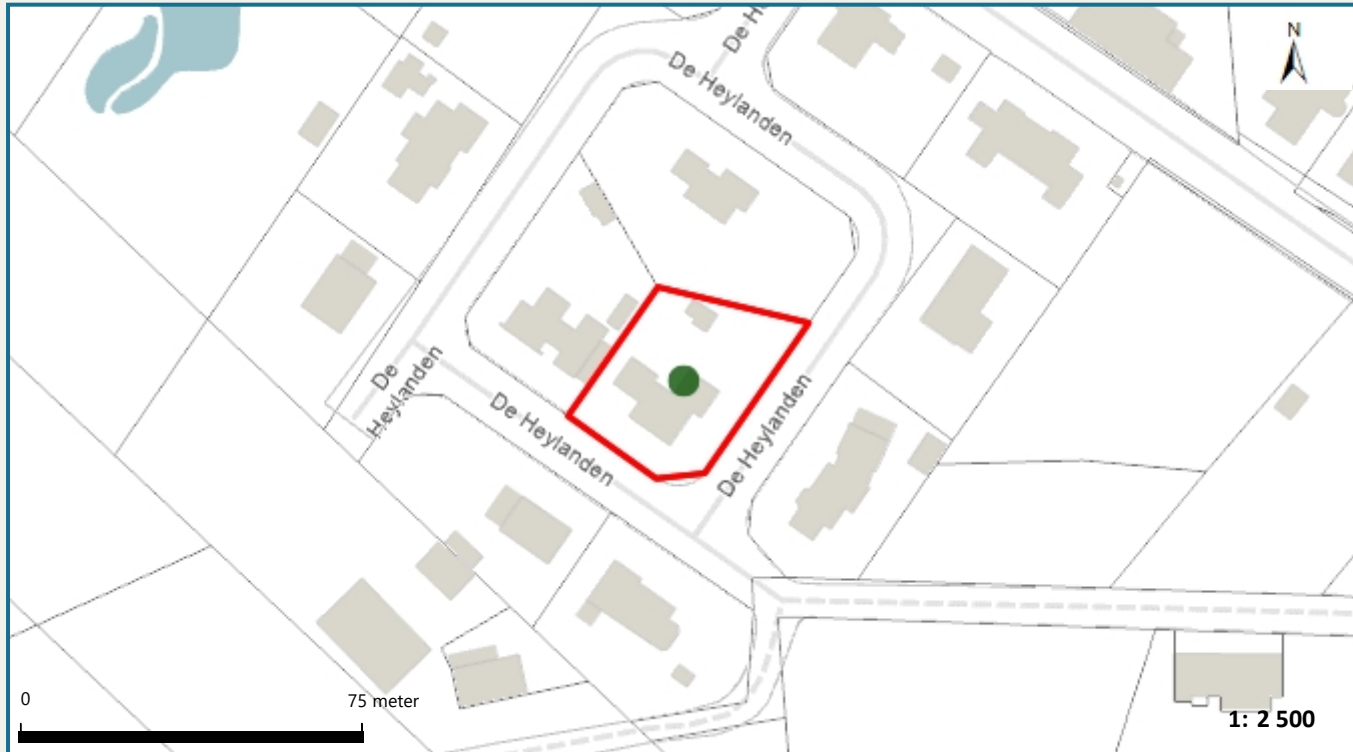 N
De H
De Heylanden
De
Heylanden
De Heylanden
De Heylanden
0
75 meter
1: 2 500